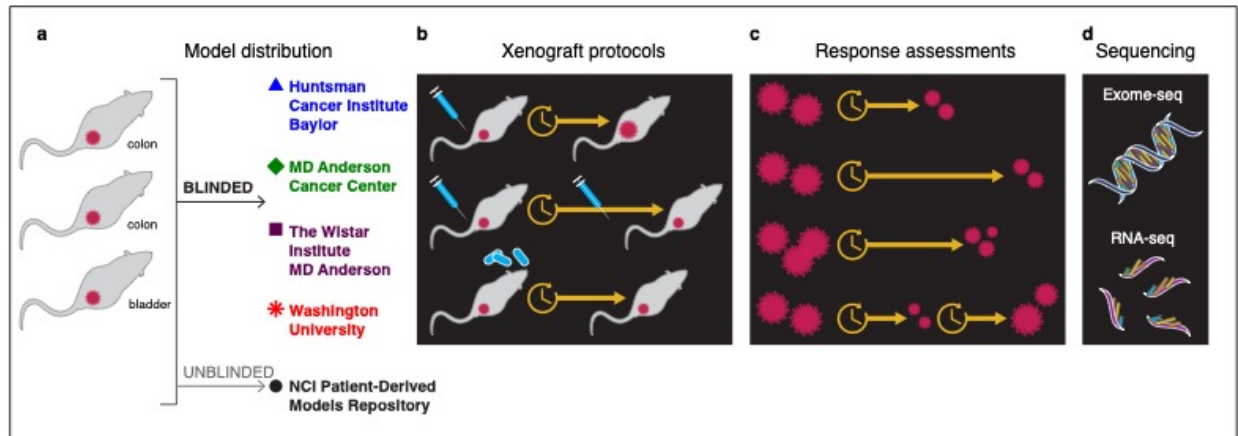 a
Model distribution
colon
colon
bladder
BLINDED
UNBLINDED
Huntsman
Cancer Institute
Baylor
MD Anderson
Cancer Center
The Wistar
Institute
MD Anderson
Washington
University
NCI Patient-Derived
Models Repository
b
Xenograft protocols
c
Response assessments
d
Sequencing
Exome-seq
RNA-seq